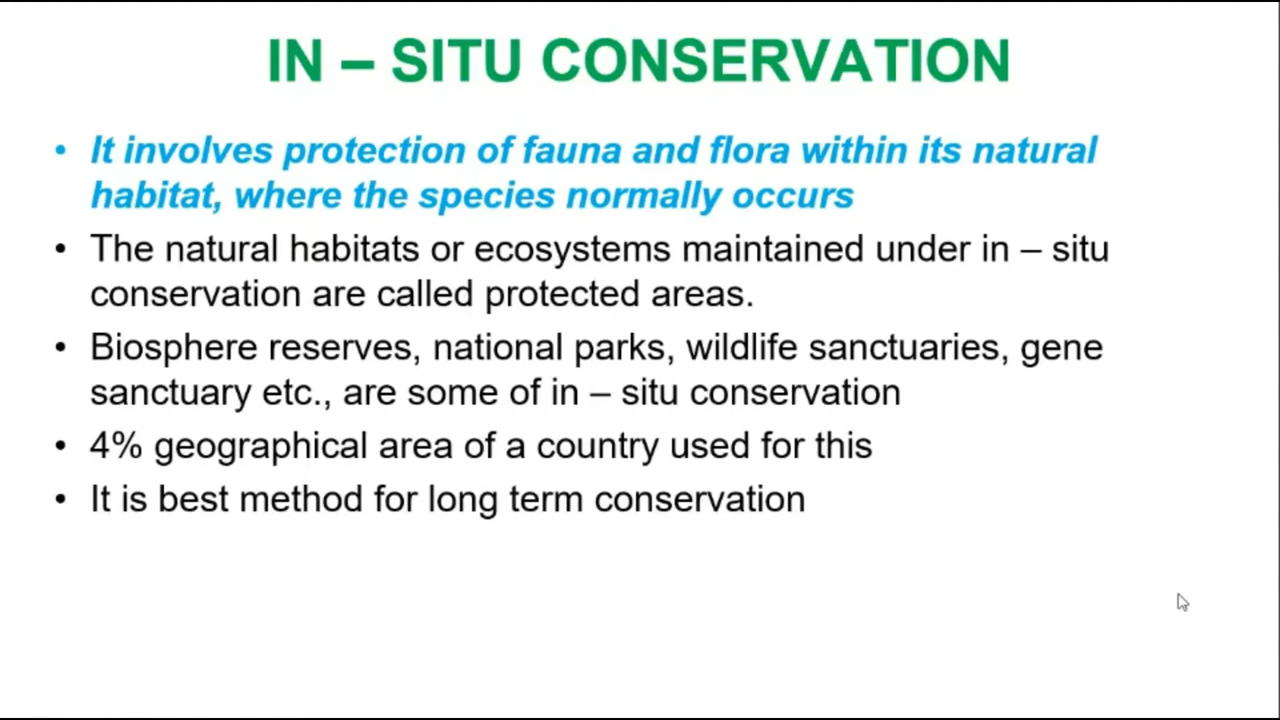 IN – SITU CONSERVATION
• It involves protection of fauna and flora within its natural
habitat, where the species normally occurs
• The natural habitats or ecosystems maintained under in – situ
conservation are called protected areas.
• Biosphere reserves, national parks, wildlife sanctuaries, gene
sanctuary etc., are some of in – situ conservation
• 4% geographical area of a country used for this
• It is best method for long term conservation